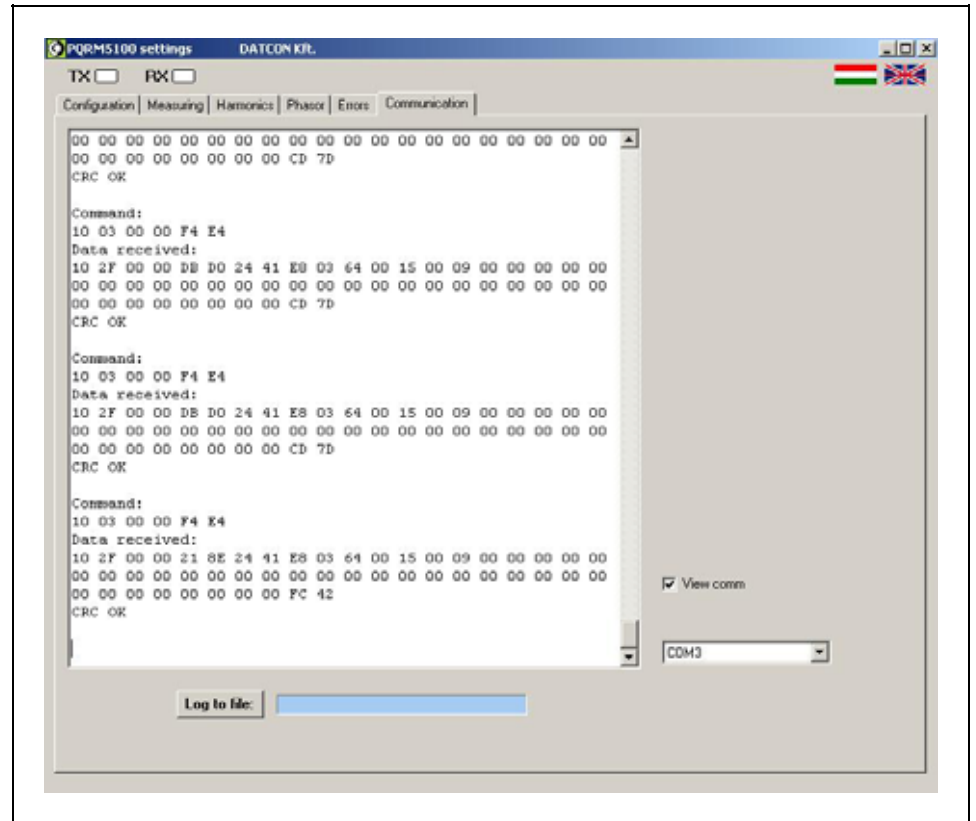 PQRM5100 settings DATCON Kft.
TX RX
Configuration Measuring Harmonics Phasor Errors Communication
00 00 00 00 00 00 00 00 00 00 00 00 00 00 00 00 00 00 00 00
00 00 00 00 00 00 00 00 CD 7D
CRC OK
Command:
10 03 00 00 F4 E4
Data received:
10 2F 00 00 DB D0 24 41 E8 03 64 00 15 00 09 00 00 00 00 00
00 00 00 00 00 00 00 00 00 00 00 00 00 00 00 00 00 00 00 00
00 00 00 00 00 00 00 00 CD 7D
CRC OK
Command:
10 03 00 00 F4 E4
Data received:
10 2F 00 00 DB D0 24 41 E8 03 64 00 15 00 09 00 00 00 00 00
00 00 00 00 00 00 00 00 00 00 00 00 00 00 00 00 00 00 00 00
00 00 00 00 00 00 00 00 CD 7D
CRC OK
Command:
10 03 00 00 F4 E4
Data received:
10 2F 00 00 21 8E 24 41 E8 03 64 00 15 00 09 00 00 00 00 00
00 00 00 00 00 00 00 00 00 00 00 00 00 00 00 00 00 00 00 00
00 00 00 00 00 00 00 00 FC 42
CRC OK
View comm
COM3
Log to file: